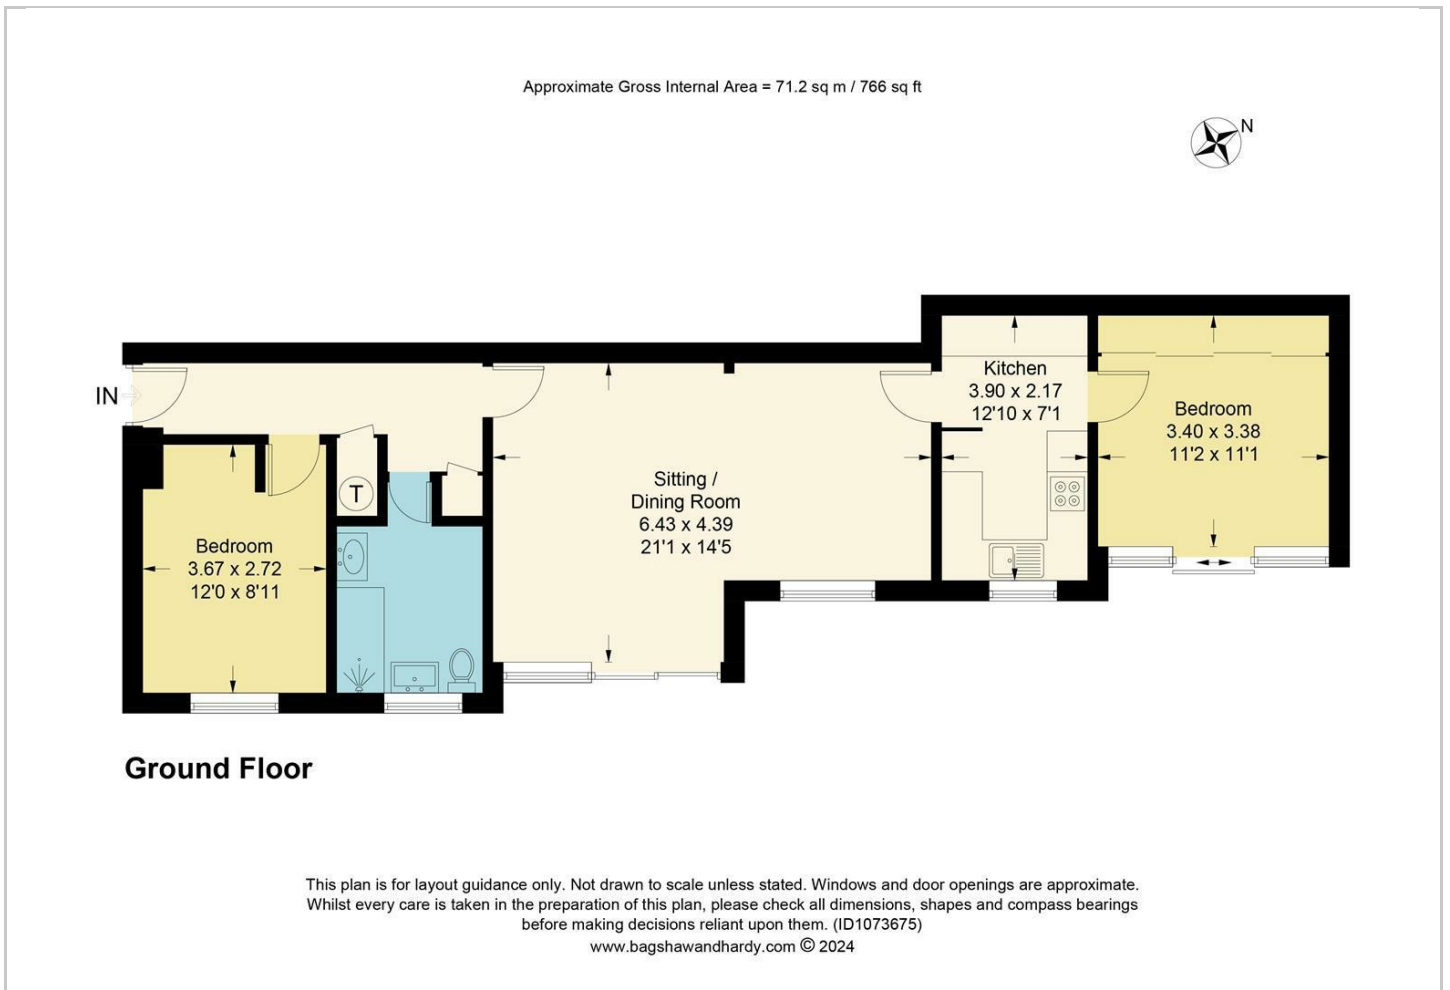 Approximate Gross Internal Area = 71.2 sq m / 766 sq ft
N
IN
Kitchen
3.90 x 2.17
12'10 x 7'1
Bedroom
3.40 x 3.38
11'2 x 11'1
Sitting /
Dining Room
6.43 x 4.39
21'1 x 14'5
T
Bedroom
3.67 x 2.72
12'0 x 8'11
Ground Floor
This plan is for layout guidance only. Not drawn to scale unless stated. Windows and door openings are approximate.
Whilst every care is taken in the preparation of this plan, please check all dimensions, shapes and compass bearings
before making decisions reliant upon them. (ID1073675)
www.bagshawandhardy.com © 2024